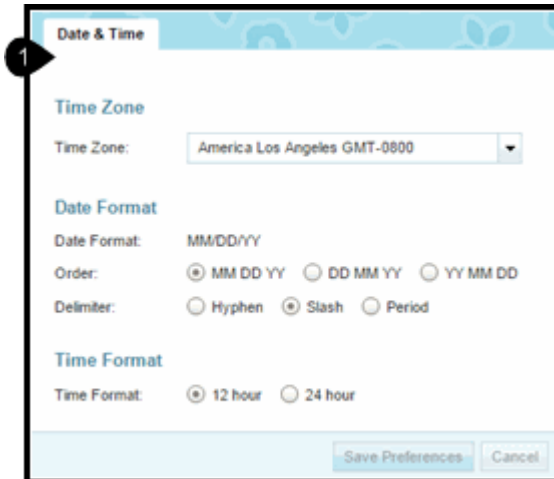 Date & Time
1
Time Zone
Time Zone: America Los Angeles GMT-0800
Date Format
Date Format: MM/DD/YY
Order: MM DD YY DD MM YY YY MM DD
Delimiter: Hyphen Slash Period
Time Format
Time Format: 12 hour 24 hour
Save Preferences Cancel